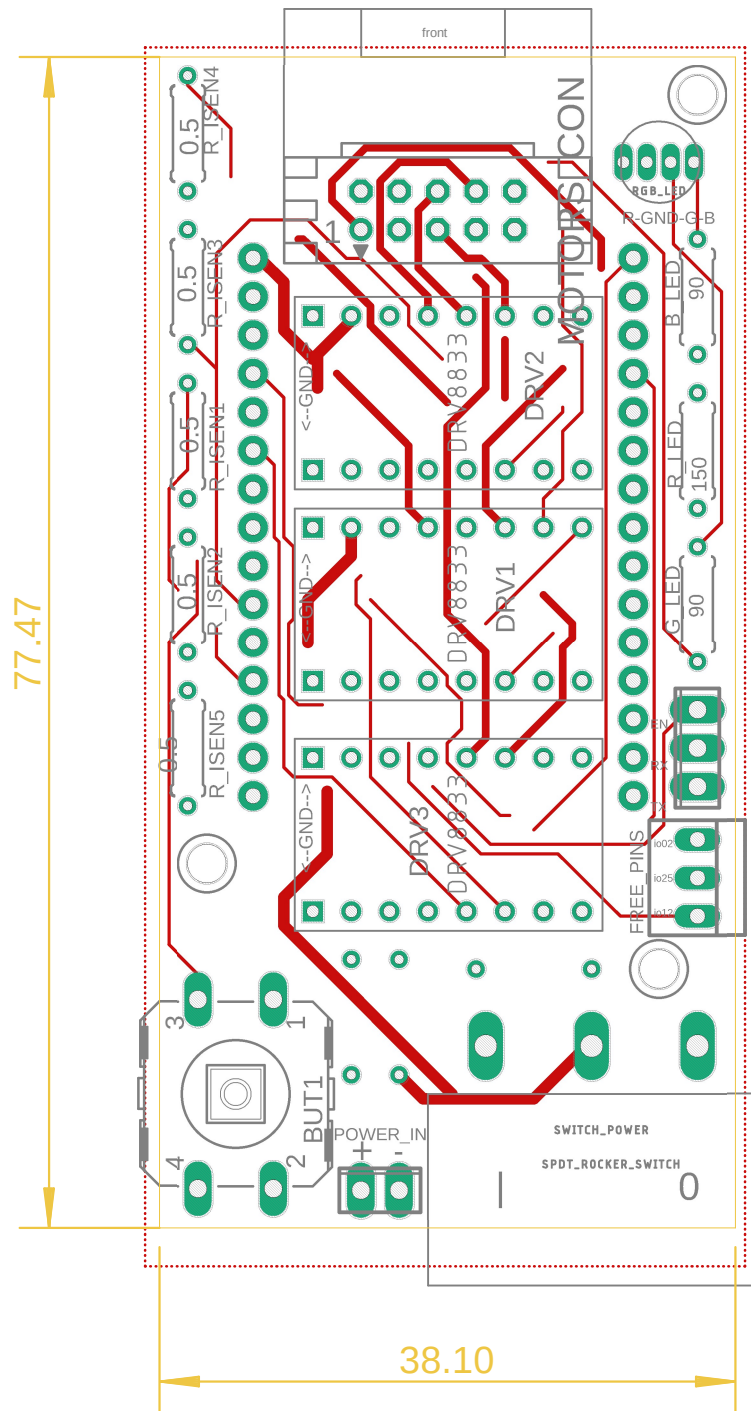 front
R_ISEN4
0.5
MOTORS_CON
RGB_LED
R-GND-G-B
1
R_ISEN3
0.5
B_LED
90
<--GND-->
DRV8833
DRV2
R_ISEN1
0.5
R_LED
150
<--GND-->
DRV8833
DRV1
R_ISEN2
0.5
G_LED
90
77.47
R_ISEN5
0.5
EN
RX
TX
<--GND-->
DRV3
DRV8833
FREE_PINS
io02
io25
io12
3
1
BUT1
4
2
POWER_IN
+ -
SWITCH_POWER
SPDT_ROCKER_SWITCH
| 0
38.10